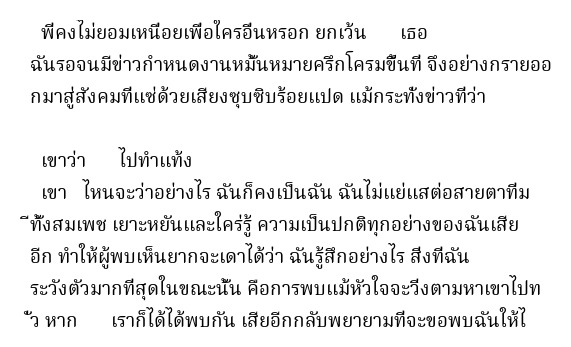 พี่คงไม่ยอมเหนื่อยเพื่อใครอื่นหรอก ยกเว้น เธอ
ฉันรอจนมีข่าวกำหนดงานหมั้นหมายครึกโครมขึ้นที่ จึงอย่างกรายออ
กมาสู่สังคมที่แซ่ด้วยเสียงซุบซิบร้อยแปด แม้กระทั่งข่าวที่ว่า
เขาว่า ไปทำแท้ง
เขา ไหนจะว่าอย่างไร ฉันก็คงเป็นฉัน ฉันไม่แย่แสต่อสายตาที่ม
ีทั้งสมเพช เยาะหยันและใคร่รู้ ความเป็นปกติทุกอย่างของฉันเสีย
อีก ทำให้ผู้พบเห็นยากจะเดาได้ว่า ฉันรู้สึกอย่างไร สิ่งที่ฉัน
ระวังตัวมากที่สุดในขณะนั้น คือการพบแม้หัวใจจะวิ่งตามหาเขาไปท
ั่ว หาก เราก็ได้ได้พบกัน เสียอีกกลับพยายามที่จะขอพบฉันให้ไ